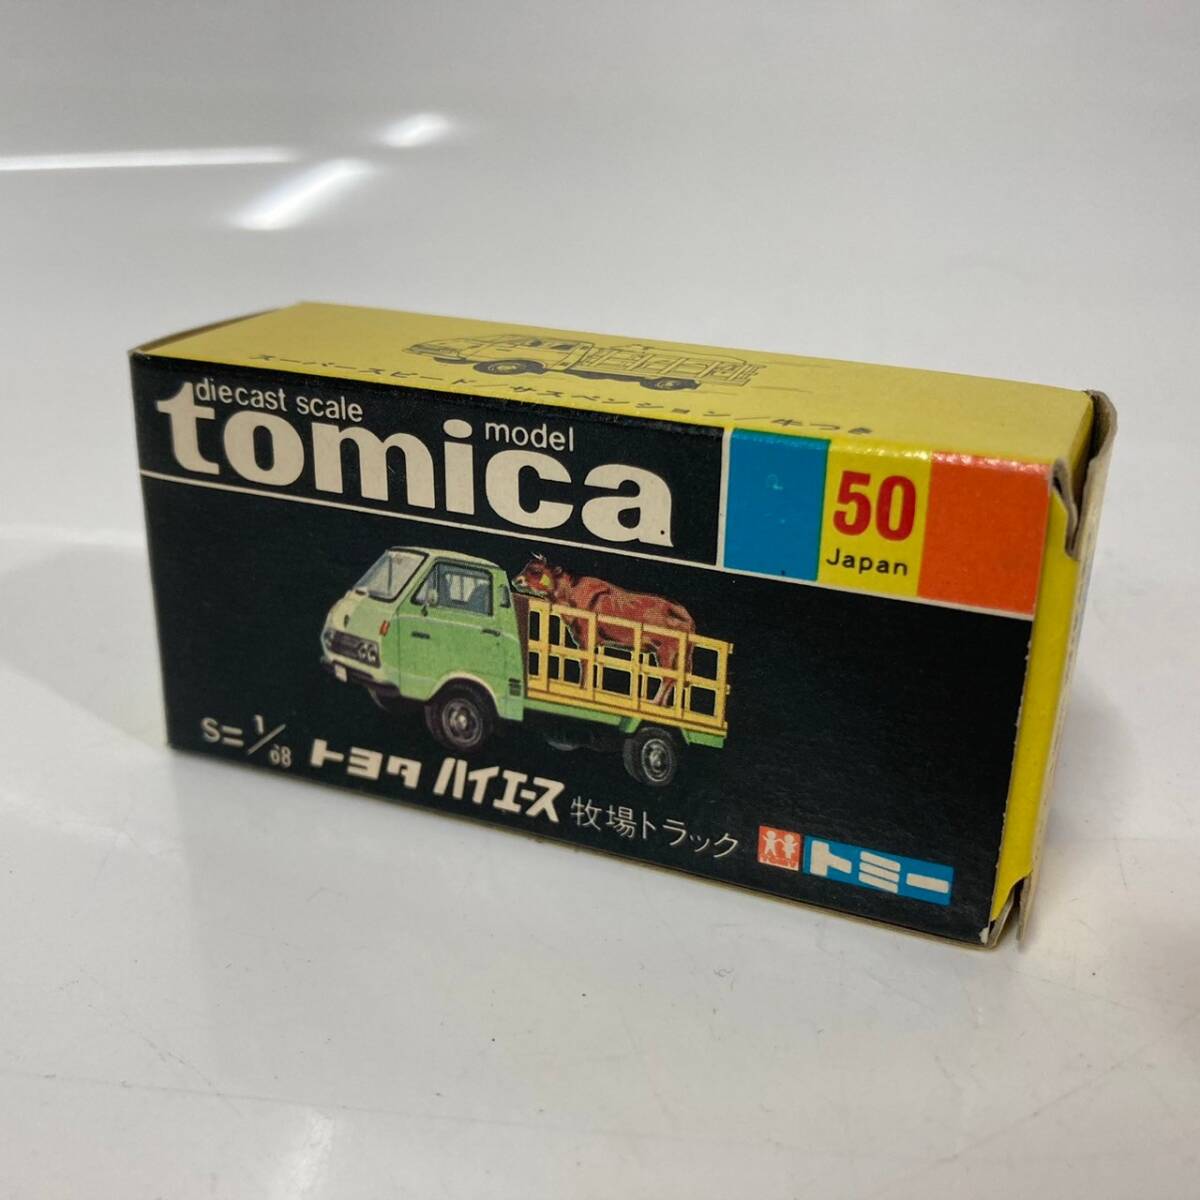 スーパースピード/サスペンション/牛つき
diecast scale
tomica
model
50
Japan
S=1/68
トヨタ ハイエース 牧場トラック
TOMY
トミー